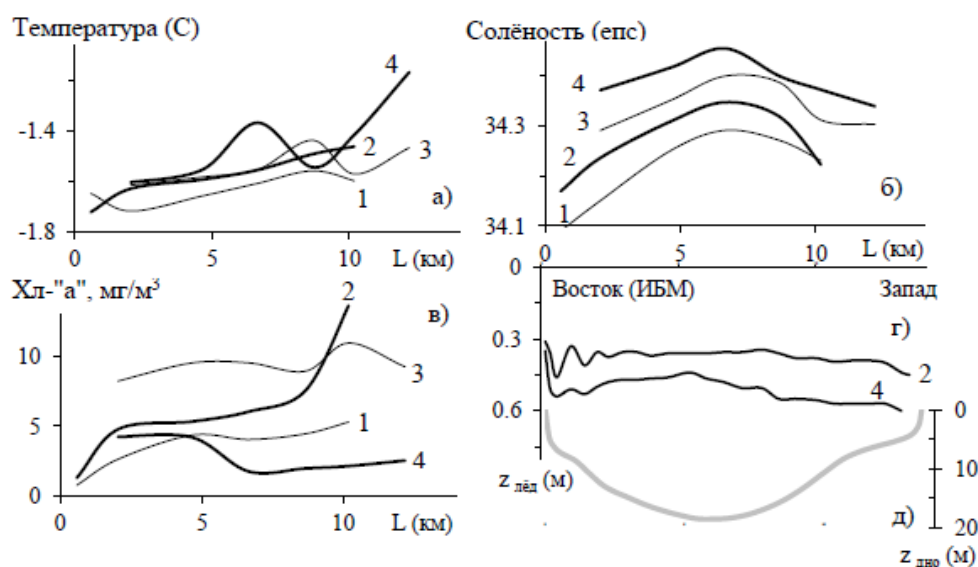 Температура (С)
-1.4
-1.8
0
5
10
L (км)
1
2
3
4
а)
Солёность (епс)
34.3
34.1
0
5
10
L (км)
1
2
3
4
б)
Хл-"а", мг/м³
10
5
0
0
5
10
L (км)
1
2
3
4
в)
0
0.3
0.6
Восток (ИБМ)
Запад
г)
2
4
z лёд (м)
0
10
20
д)
z дно (м)